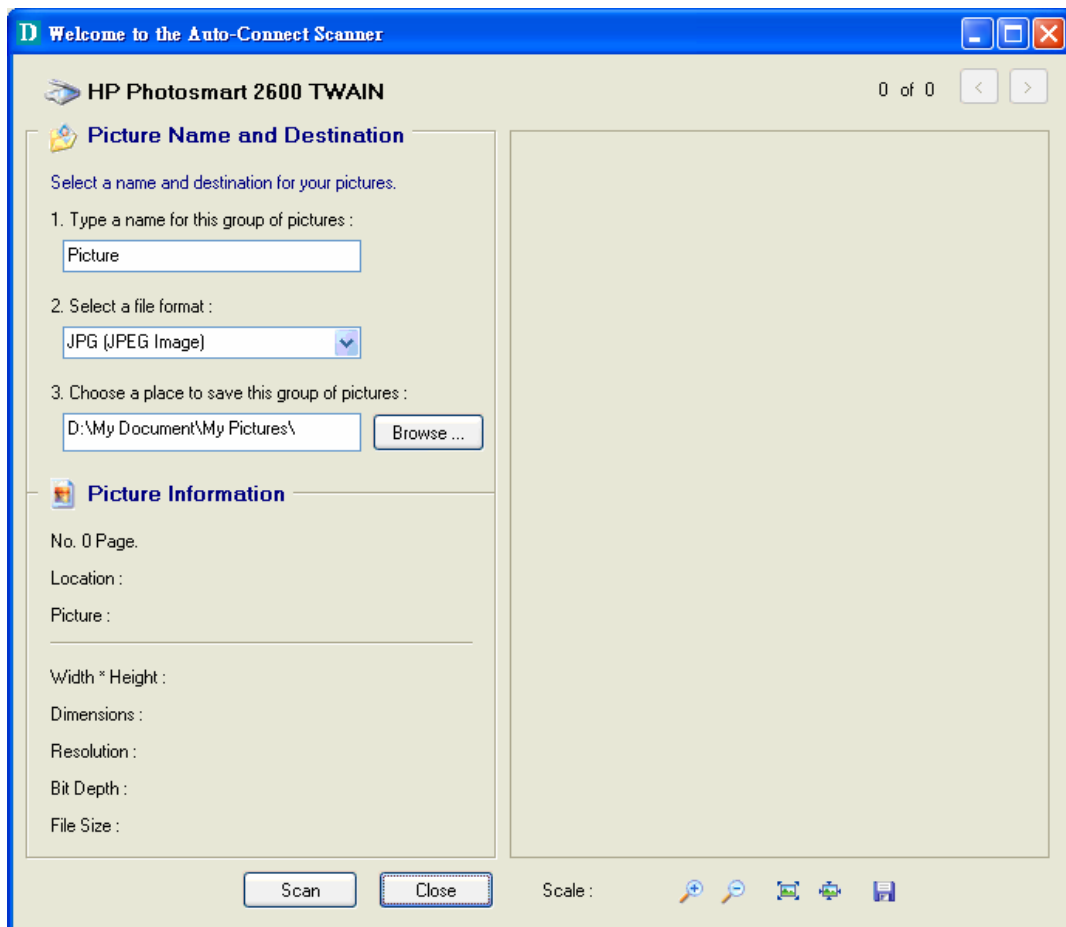 D Welcome to the Auto-Connect Scanner
HP Photosmart 2600 TWAIN
0 of 0
< >
Picture Name and Destination
Select a name and destination for your pictures.
1. Type a name for this group of pictures :
Picture
2. Select a file format :
JPG (JPEG Image)
3. Choose a place to save this group of pictures :
D:\My Document\My Pictures\
Browse ...
Picture Information
No. 0 Page.
Location :
Picture :
Width * Height :
Dimensions :
Resolution :
Bit Depth :
File Size :
Scan
Close
Scale :